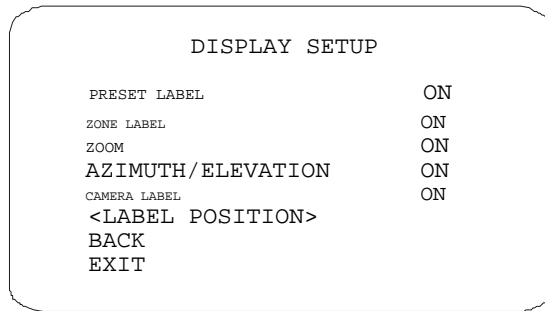 DISPLAY SETUP
PRESET LABEL ON
ZONE LABEL ON
ZOOM ON
AZIMUTH/ELEVATION ON
CAMERA LABEL ON
<LABEL POSITION>
BACK
EXIT